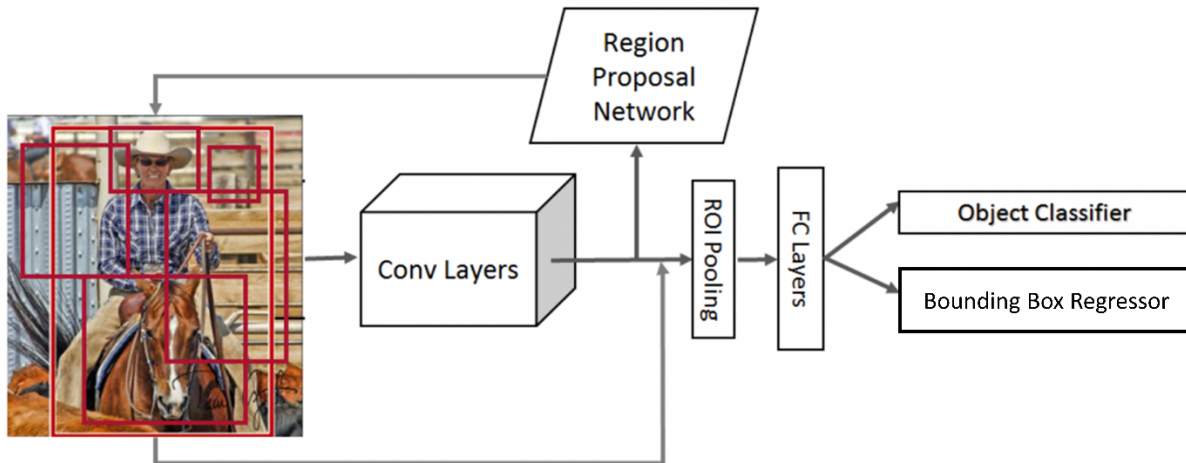 Region
Proposal
Network
Conv Layers
ROI Pooling
FC Layers
Object Classifier
Bounding Box Regressor